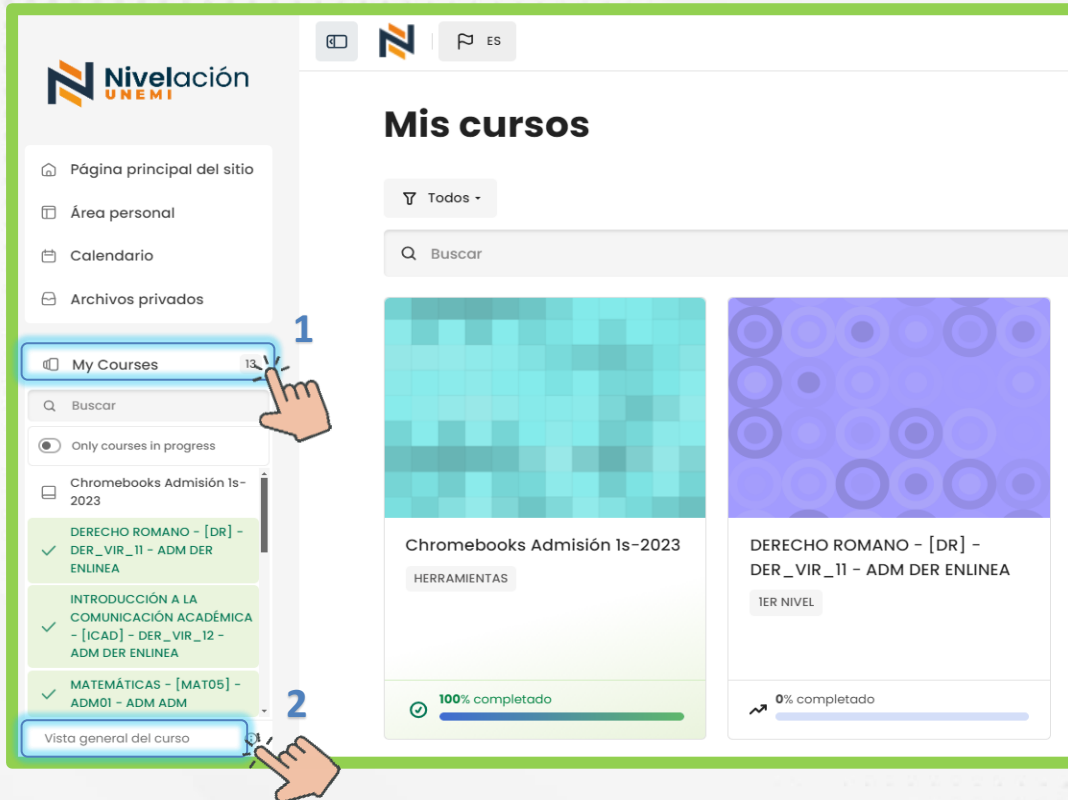 Nivelación
UNEMI
ES
Mis cursos
Página principal del sitio
Área personal
Calendario
Archivos privados
1
My Courses
13
Buscar
Only courses in progress
Chromebooks Admisión 1s-
2023
DERECHO ROMANO - [DR] -
DER_VIR_11 - ADM DER
ENLINEA
INTRODUCCIÓN A LA
COMUNICACIÓN ACADÉMICA
- [ICAD] - DER_VIR_12 -
ADM DER ENLINEA
MATEMÁTICAS - [MAT05] -
ADM01 - ADM ADM
2
Vista general del curso
Todos
Buscar
Chromebooks Admisión 1s-2023
HERRAMIENTAS
100% completado
DERECHO ROMANO - [DR] -
DER_VIR_11 - ADM DER ENLINEA
1ER NIVEL
0% completado